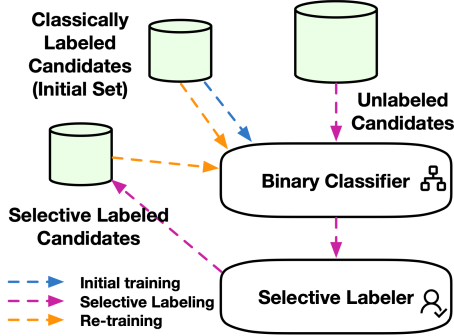 Classically
Labeled
Candidates
(Initial Set)
Unlabeled
Candidates
Binary Classifier
Selective Labeled
Candidates
Selective Labeler
Initial training
Selective Labeling
Re-training